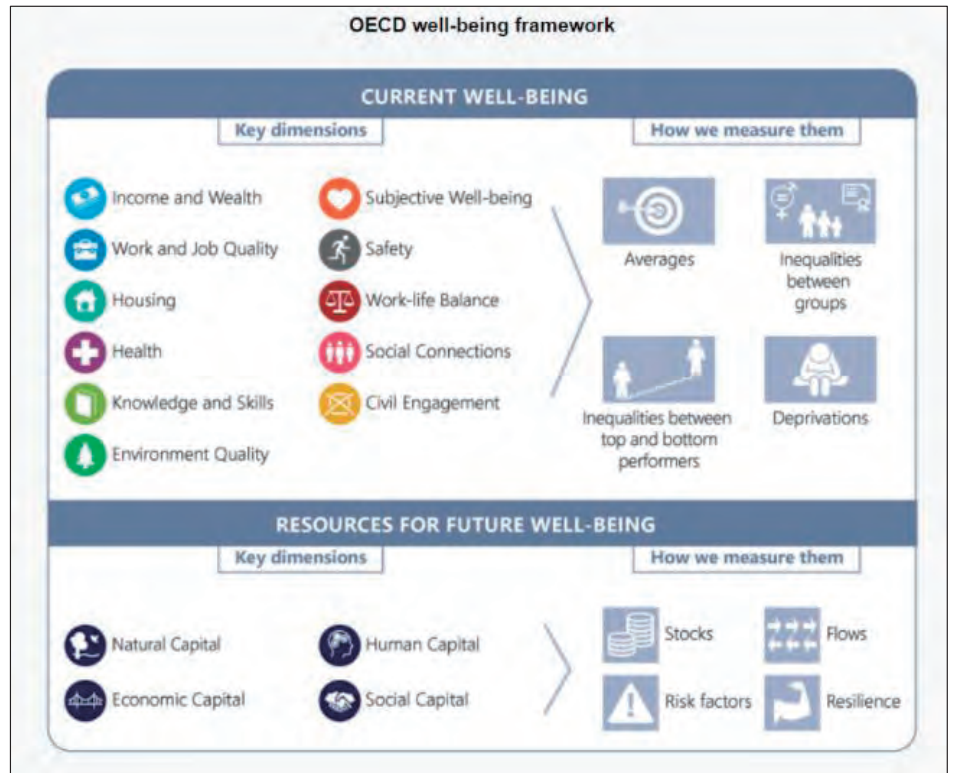 OECD well-being framework
CURRENT WELL-BEING
Key dimensions
How we measure them
Income and Wealth
Work and Job Quality
Housing
Health
Knowledge and Skills
Environment Quality
Subjective Well-being
Safety
Work-life Balance
Social Connections
Civil Engagement
Averages
Inequalities
between
groups
Inequalities between
top and bottom
performers
Deprivations
RESOURCES FOR FUTURE WELL-BEING
Key dimensions
How we measure them
Natural Capital
Economic Capital
Human Capital
Social Capital
Stocks
Flows
Risk factors
Resilience